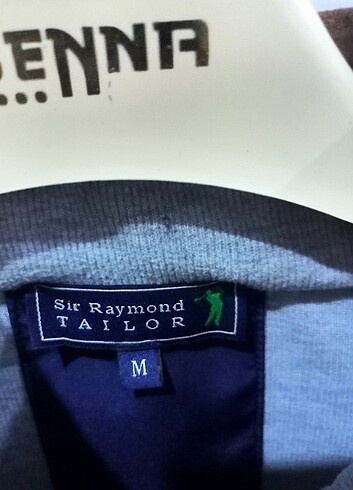 ENNA
Sir Raymond
TAILOR
M